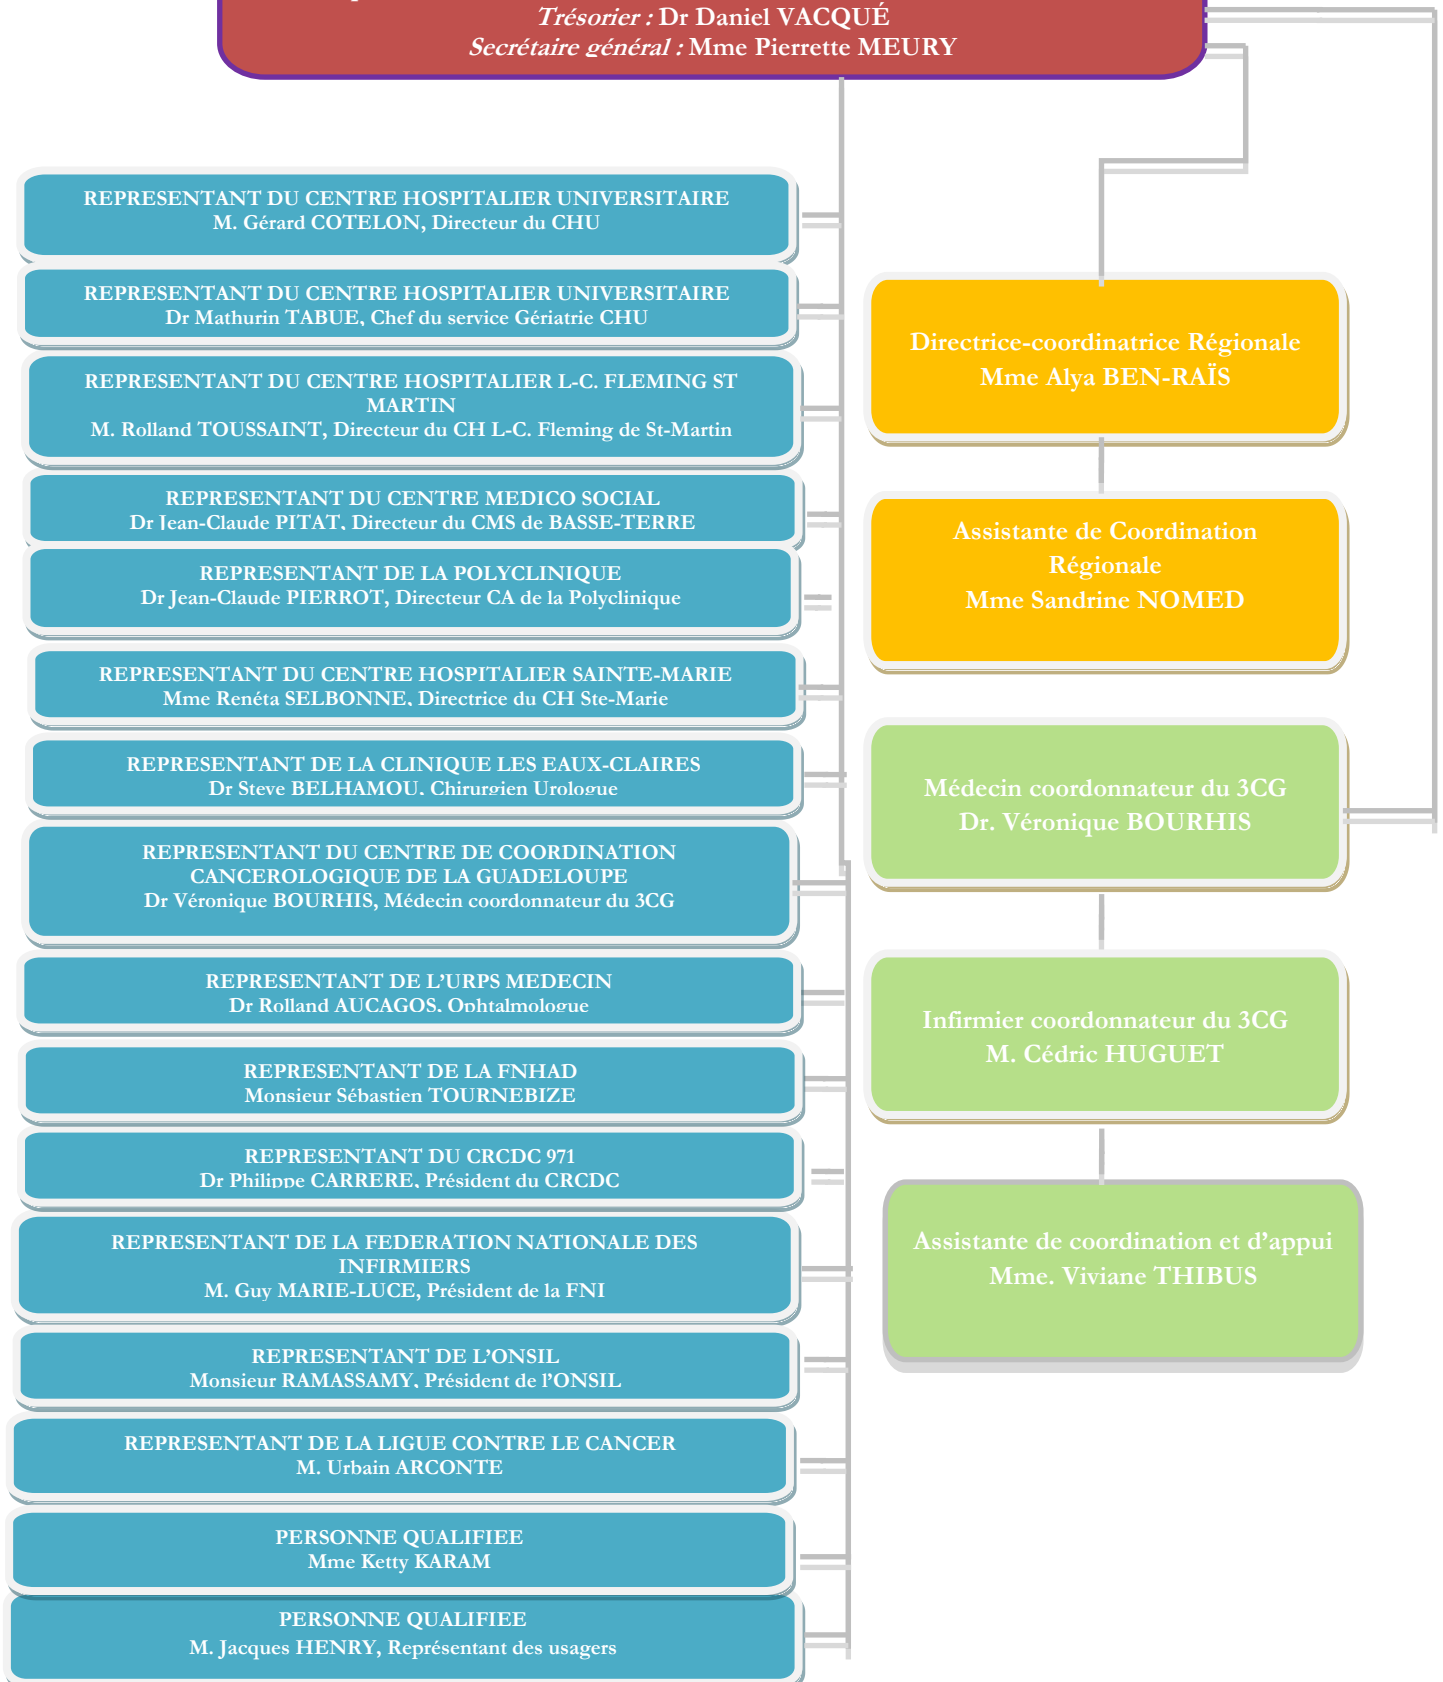 Trésorier : Dr Daniel VACQUÉ
Secrétaire général : Mme Pierrette MEURY
REPRESENTANT DU CENTRE HOSPITALIER UNIVERSITAIRE
M. Gérard COTELON, Directeur du CHU
REPRESENTANT DU CENTRE HOSPITALIER UNIVERSITAIRE
Dr Mathurin TABUE, Chef du service Gériatrie CHU
REPRESENTANT DU CENTRE HOSPITALIER L-C. FLEMING ST
MARTIN
M. Rolland TOUSSAINT, Directeur du CH L-C. Fleming de St-Martin
REPRESENTANT DU CENTRE MEDICO SOCIAL
Dr Jean-Claude PITAT, Directeur du CMS de BASSE-TERRE
REPRESENTANT DE LA POLYCLINIQUE
Dr Jean-Claude PIERROT, Directeur CA de la Polyclinique
REPRESENTANT DU CENTRE HOSPITALIER SAINTE-MARIE
Mme Renéta SELBONNE, Directrice du CH Ste-Marie
REPRESENTANT DE LA CLINIQUE LES EAUX-CLAIRES
Dr Steve BELHAMOU, Chirurgien Urologue
REPRESENTANT DU CENTRE DE COORDINATION
CANCEROLOGIQUE DE LA GUADELOUPE
Dr Véronique BOURHIS, Médecin coordonnateur du 3CG
REPRESENTANT DE L'URPS MEDECIN
Dr Rolland AUCAGOS, Ophtalmologue
REPRESENTANT DE LA FNHAD
Monsieur Sébastien TOURNEBIZE
REPRESENTANT DU CRCDC 971
Dr Philippe CARRERE, Président du CRCDC
REPRESENTANT DE LA FEDERATION NATIONALE DES
INFIRMIERS
M. Guy MARIE-LUCE, Président de la FNI
REPRESENTANT DE L'ONSIL
Monsieur RAMASSAMY, Président de l'ONSIL
REPRESENTANT DE LA LIGUE CONTRE LE CANCER
M. Urbain ARCONTE
PERSONNE QUALIFIEE
Mme Ketty KARAM
PERSONNE QUALIFIEE
M. Jacques HENRY, Représentant des usagers
Directrice-coordinatrice Régionale
Mme Alya BEN-RAÏS
Assistante de Coordination
Régionale
Mme Sandrine NOMED
Médecin coordonnateur du 3CG
Dr. Véronique BOURHIS
Infirmier coordonnateur du 3CG
M. Cédric HUGUET
Assistante de coordination et d'appui
Mme. Viviane THIBUS